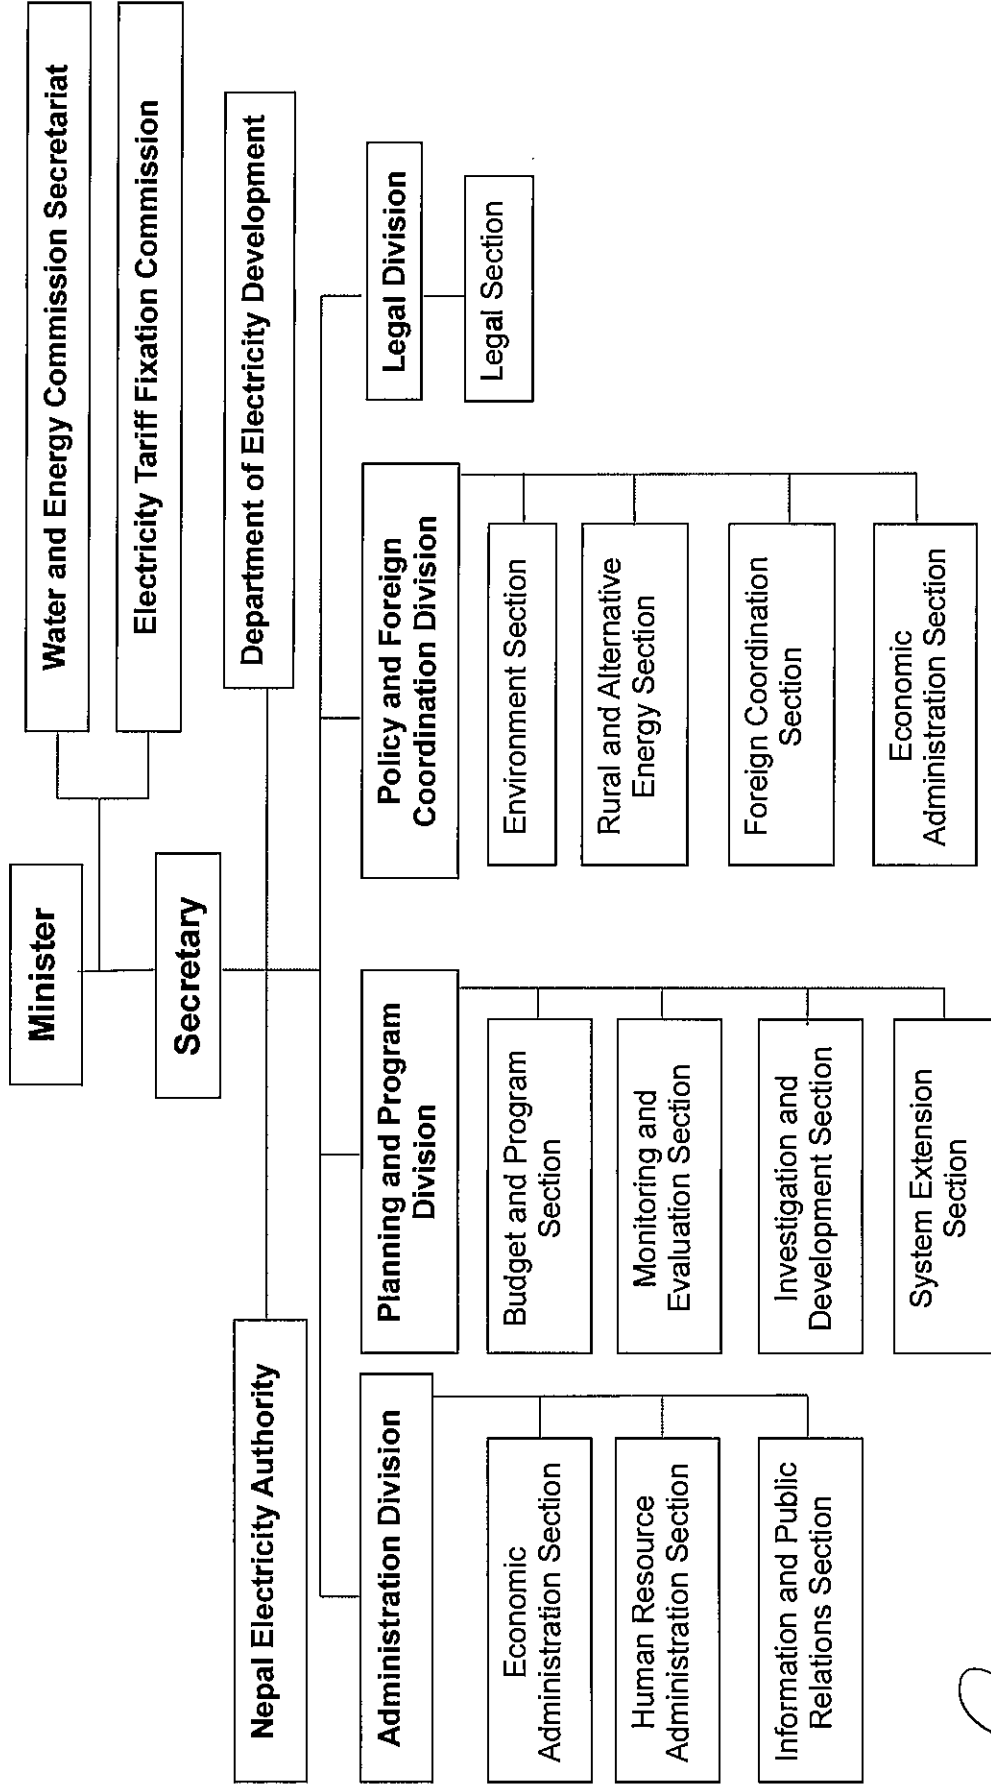 Minister
Water and Energy Commission Secretariat
Electricity Tariff Fixation Commission
Secretary
Nepal Electricity Authority
Department of Electricity Development
Administration Division
Economic
Administration Section
Human Resource
Administration Section
Information and Public
Relations Section
Planning and Program
Division
Budget and Program
Section
Monitoring and
Evaluation Section
Investigation and
Development Section
System Extension
Section
Policy and Foreign
Coordination Division
Environment Section
Rural and Alternative
Energy Section
Foreign Coordination
Section
Economic
Administration Section
Legal Division
Legal Section